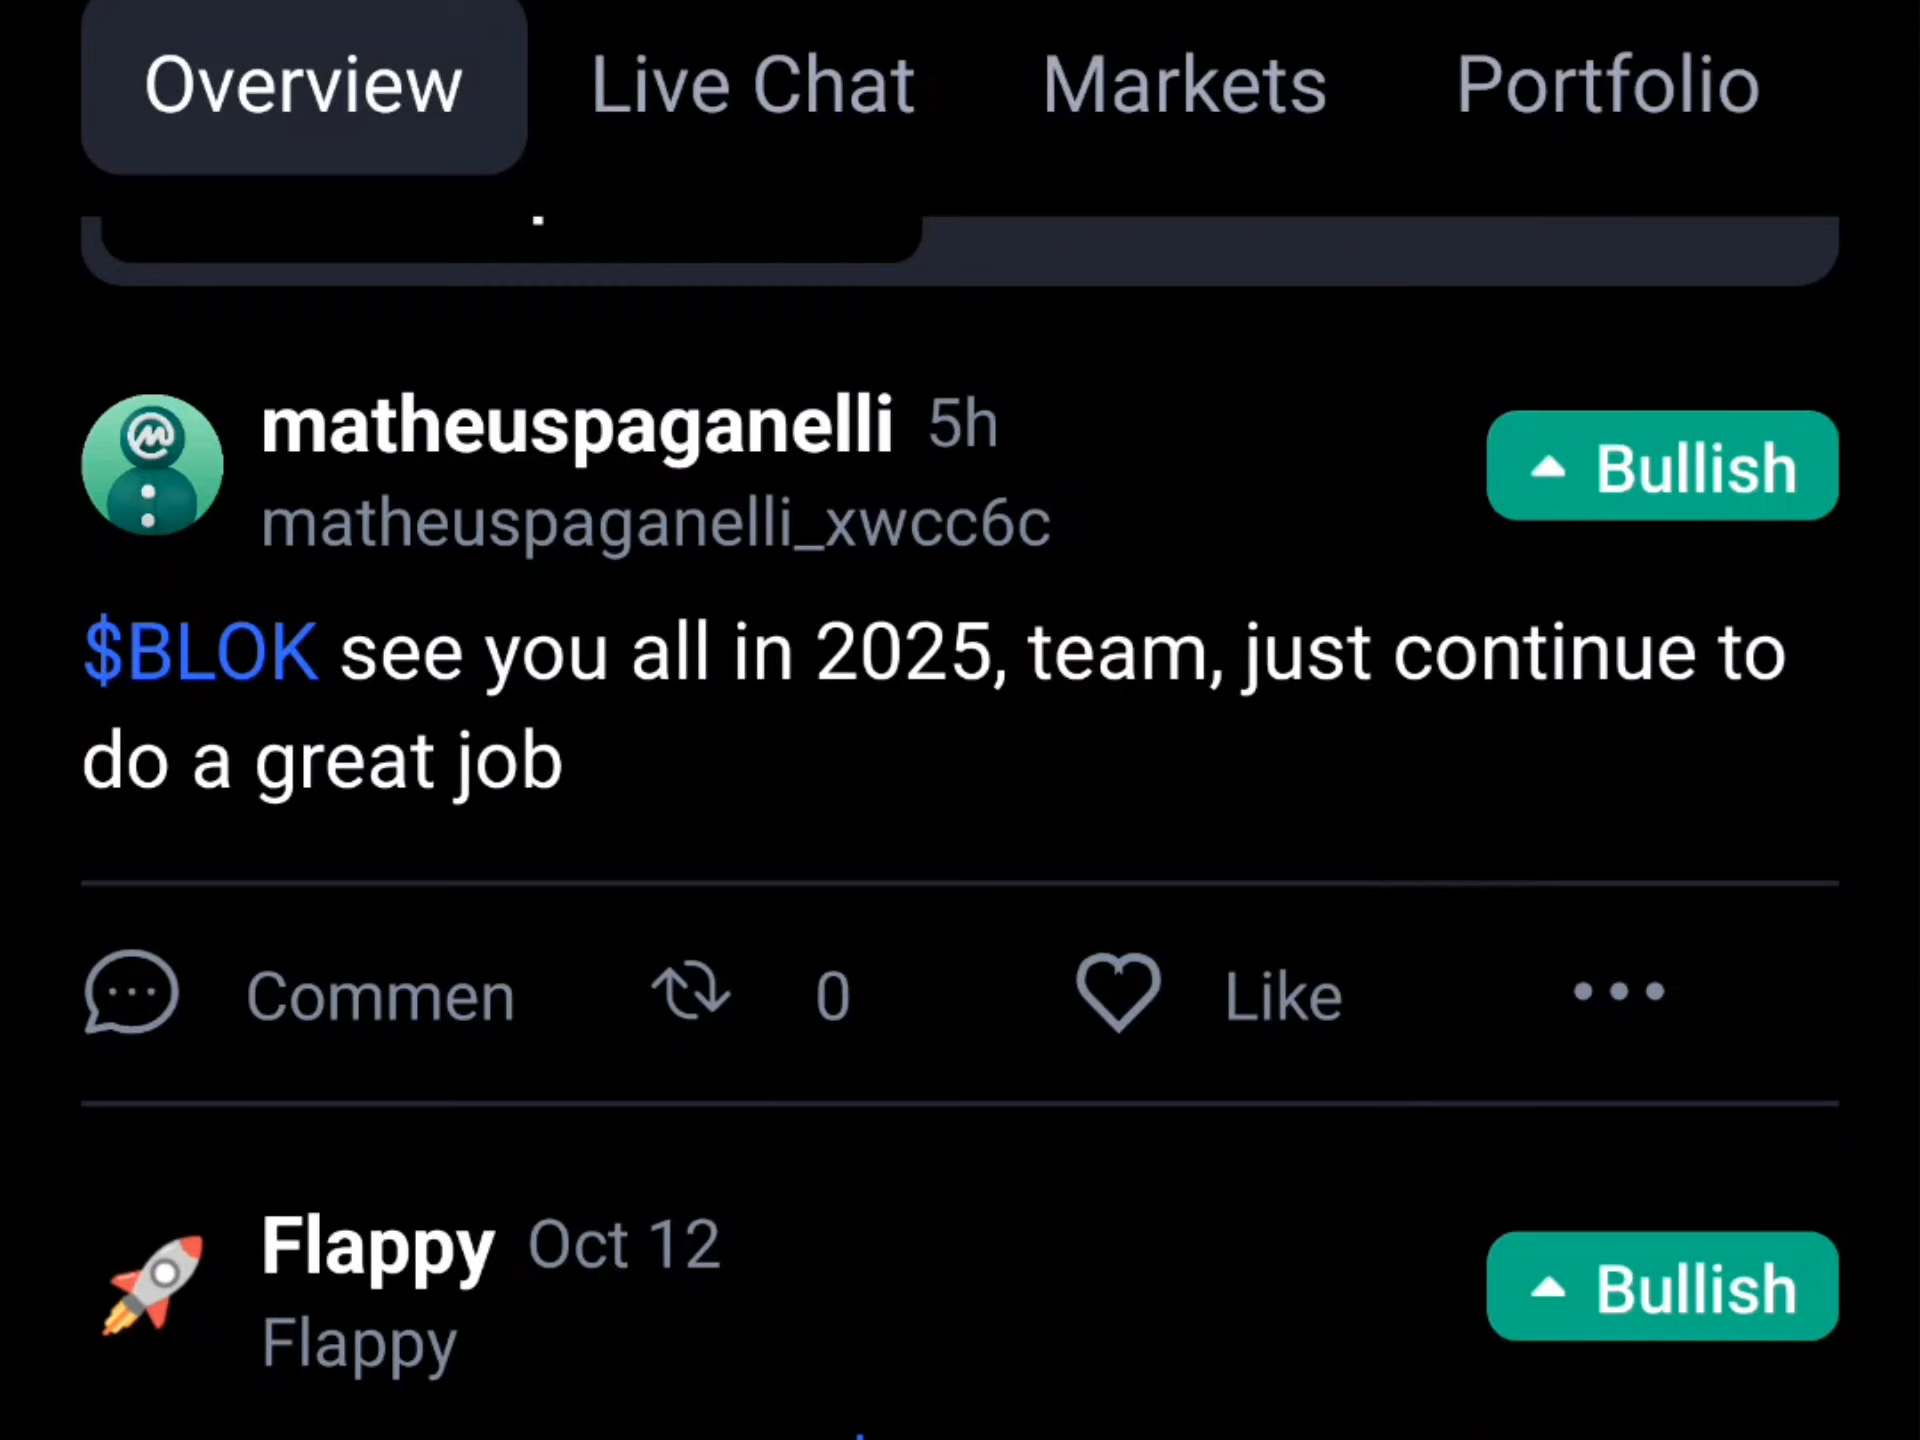 Overview Live Chat Markets Portfolio
matheuspaganelli 5h
Bullish
matheuspaganelli_xwcc6c
$BLOK see you all in 2025, team, just continue to
do a great job
Commen 0 Like
Flappy Oct 12
Bullish
Flappy